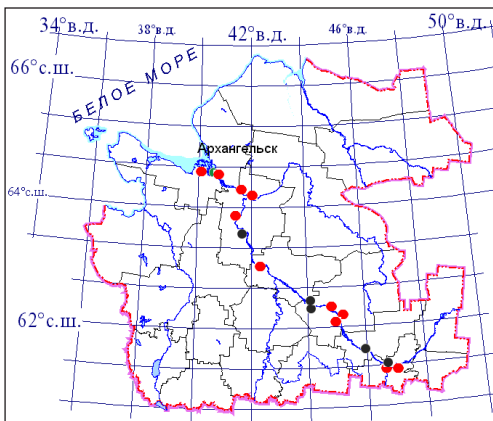 34°в.д.
38°в.д.
42°в.д.
46°в.д.
50°в.д.
66°с.ш.
БЕЛОЕ МОРЕ
Архангельск
64°с.ш.
62°с.ш.